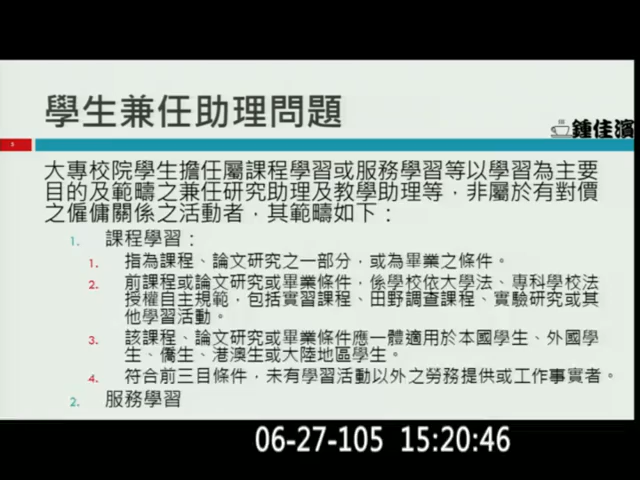 學生兼任助理問題
鍾佳濱
5
大專校院學生擔任屬課程學習或服務學習等以學習為主要
目的及範疇之兼任研究助理及教學助理等，非屬於有對價
之僱傭關係之活動者，其範疇如下：
1. 課程學習：
1. 指為課程、論文研究之一部分，或為畢業之條件。
2. 前課程或論文研究或畢業條件，係學校依大學法、專科學校法
授權自主規範，包括實習課程、田野調查課程、實驗研究或其
他學習活動。
3. 該課程、論文研究或畢業條件應一體適用於本國學生、外國學
生、僑生、港澳生或大陸地區學生。
4. 符合前三目條件，未有學習活動以外之勞務提供或工作事實者。
2. 服務學習
06-27-105 15:20:46